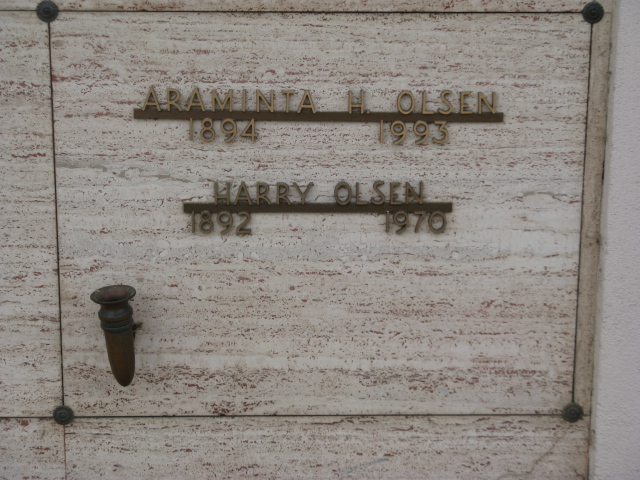 ARAMINTA H. OLSEN
1894 1993
HARRY OLSEN
1892 1970